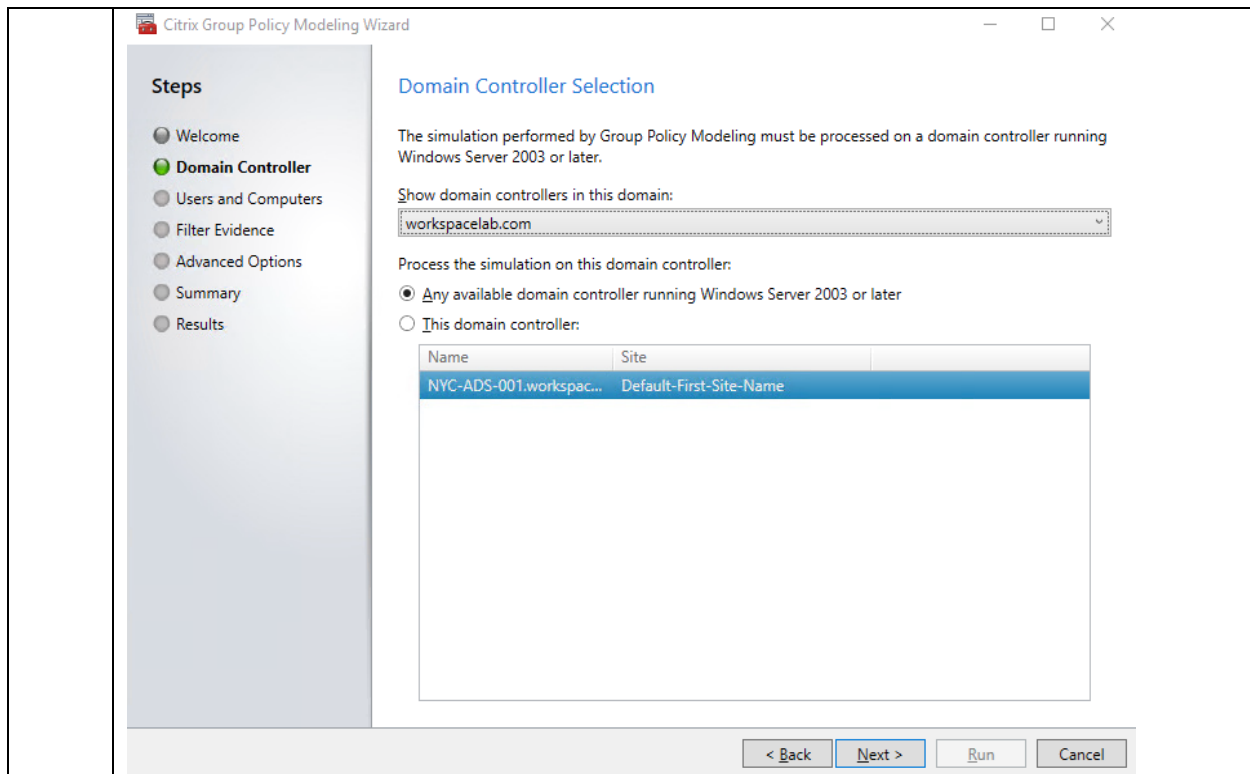 Citrix Group Policy Modeling Wizard
Steps
Welcome
Domain Controller
Users and Computers
Filter Evidence
Advanced Options
Summary
Results
Domain Controller Selection
The simulation performed by Group Policy Modeling must be processed on a domain controller running
Windows Server 2003 or later.
Show domain controllers in this domain:
workspacelab.com
Process the simulation on this domain controller:
Any available domain controller running Windows Server 2003 or later
This domain controller:
Name Site
NYC-ADS-001.workspac... Default-First-Site-Name
< Back Next > Run Cancel